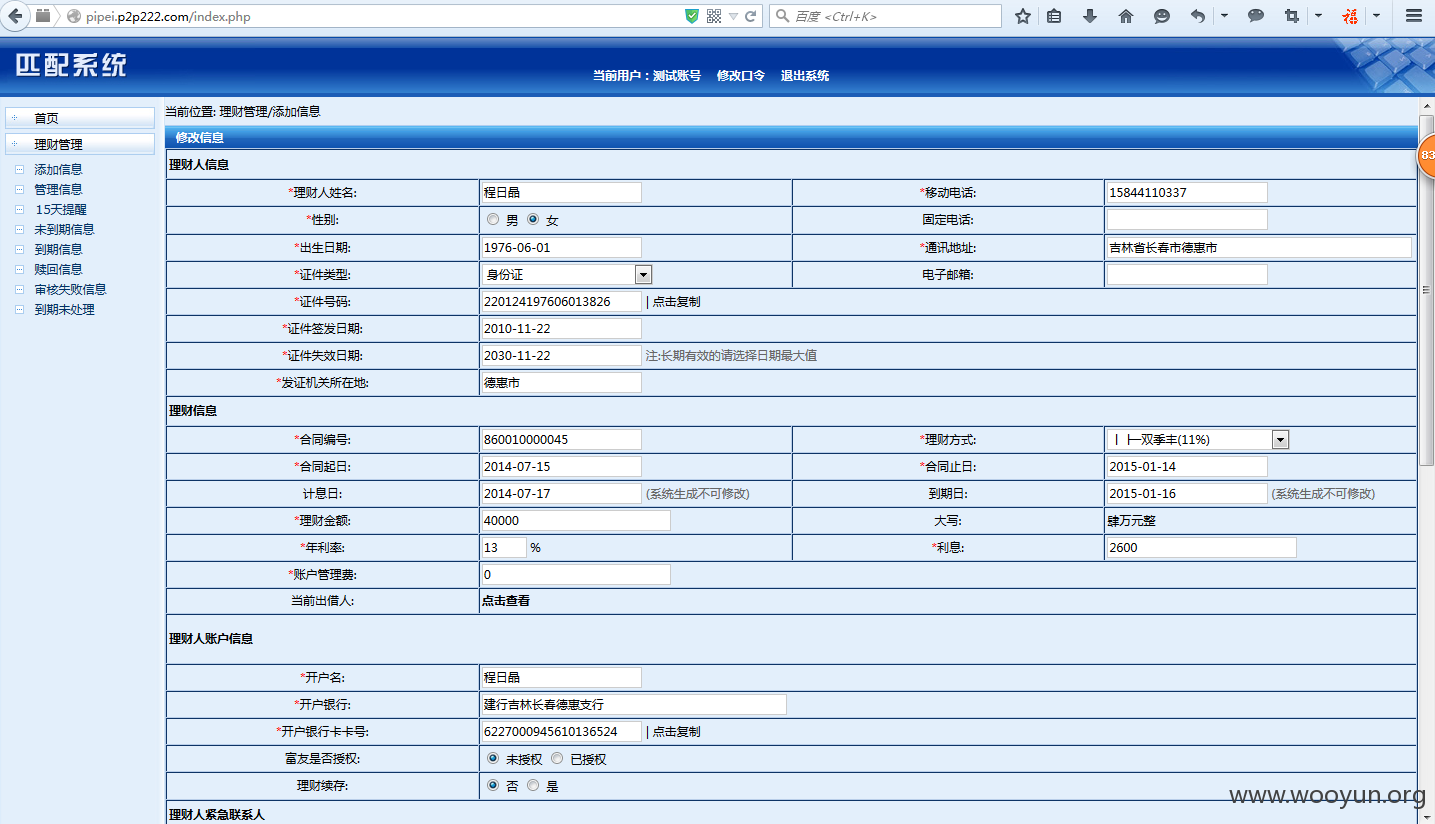 pipei.p2p222.com/index.php
百度 <Ctrl+K>
匹配系统
当前用户：测试账号 修改口令 退出系统
首页
理财管理
添加信息
管理信息
15天提醒
未到期信息
到期信息
赎回信息
审核失败信息
到期未处理
当前位置: 理财管理/添加信息
83
修改信息
理财人信息
*理财人姓名: 程日晶 *移动电话: 15844110337
*性别: 男 女 固定电话:
*出生日期: 1976-06-01 *通讯地址: 吉林省长春市德惠市
*证件类型: 身份证 电子邮箱:
*证件号码: 220124197606013826 | 点击复制
*证件签发日期: 2010-11-22
*证件失效日期: 2030-11-22 注:长期有效的请选择日期最大值
*发证机关所在地: 德惠市
理财信息
*合同编号: 860010000045 *理财方式: 丨 ├─双季丰(11%)
*合同起日: 2014-07-15 *合同止日: 2015-01-14
计息日: 2014-07-17 (系统生成不可修改) 到期日: 2015-01-16 (系统生成不可修改)
*理财金额: 40000 大写: 肆万元整
*年利率: 13 % *利息: 2600
*账户管理费: 0
当前出借人: 点击查看
理财人账户信息
*开户名: 程日晶
*开户银行: 建行吉林长春德惠支行
*开户银行卡卡号: 6227000945610136524 | 点击复制
富友是否授权: 未授权 已授权
理财续存: 否 是
理财人紧急联系人
www.wooyun.org